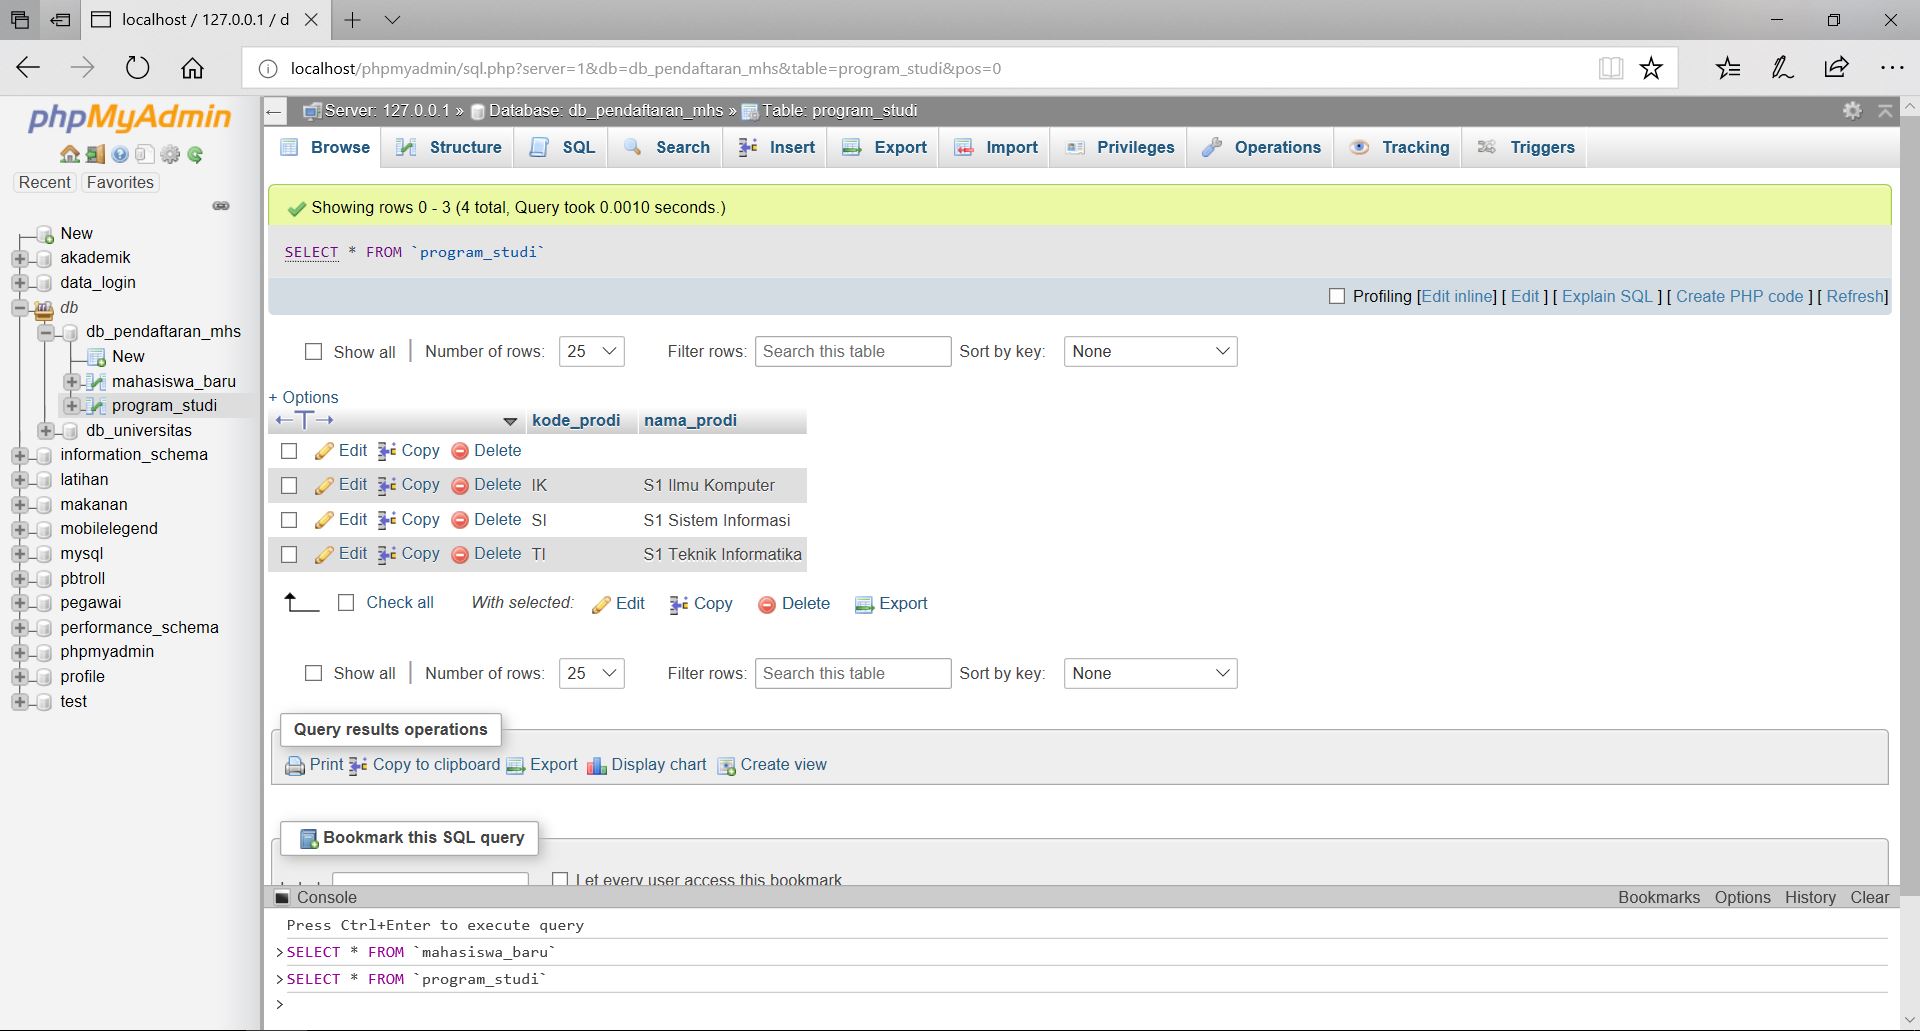 localhost / 127.0.0.1 / d
localhost/phpmyadmin/sql.php?server=1&db=db_pendaftaran_mhs&table=program_studi&pos=0
phpMyAdmin
Recent Favorites
New
akademik
data_login
db
db_pendaftaran_mhs
New
mahasiswa_baru
program_studi
db_universitas
information_schema
latihan
makanan
mobilelegend
mysql
pbtroll
pegawai
performance_schema
phpmyadmin
profile
test
Server: 127.0.0.1 » Database: db_pendaftaran_mhs » Table: program_studi
Browse Structure SQL Search Insert Export Import Privileges Operations Tracking Triggers
Showing rows 0 - 3 (4 total, Query took 0.0010 seconds.)
SELECT * FROM `program_studi`
Profiling [Edit inline] [ Edit ] [ Explain SQL ] [ Create PHP code ] [ Refresh]
Show all | Number of rows: 25 Filter rows: Search this table Sort by key: None
+ Options
←T→ kode_prodi nama_prodi
Edit Copy Delete
Edit Copy Delete IK S1 Ilmu Komputer
Edit Copy Delete SI S1 Sistem Informasi
Edit Copy Delete TI S1 Teknik Informatika
Check all With selected: Edit Copy Delete Export
Show all | Number of rows: 25 Filter rows: Search this table Sort by key: None
Query results operations
Print Copy to clipboard Export Display chart Create view
Bookmark this SQL query
Let every user access this bookmark
Console Bookmarks Options History Clear
Press Ctrl+Enter to execute query
>SELECT * FROM `mahasiswa_baru`
>SELECT * FROM `program_studi`
>